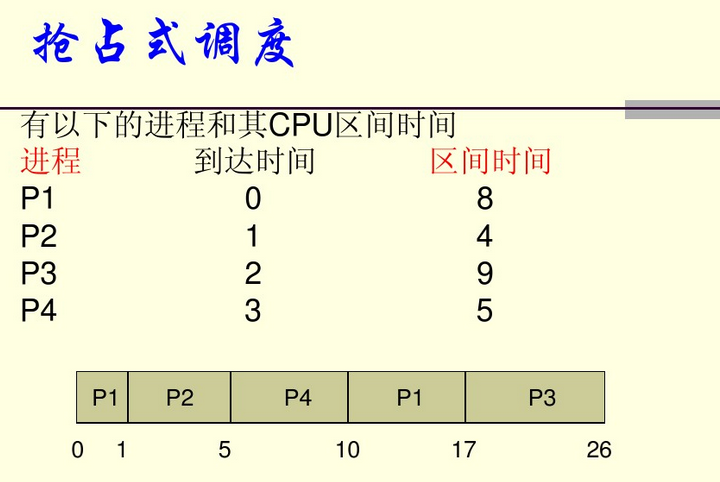 抢占式调度
有以下的进程和其CPU区间时间
进程 到达时间 区间时间
P1 0 8
P2 1 4
P3 2 9
P4 3 5
P1 P2 P4 P1 P3
0 1 5 10 17 26